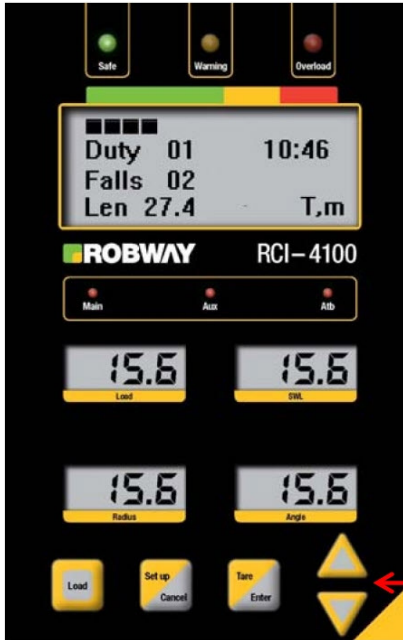 Safe Warning Overload
Duty 01 10:46
Falls 02
Len 27.4 T,m
ROBWAY RCI-4100
Main Aux Atb
15.6 15.6
Load SWL
15.6 15.6
Radius Angle
Load Set up Cancel Tare Enter